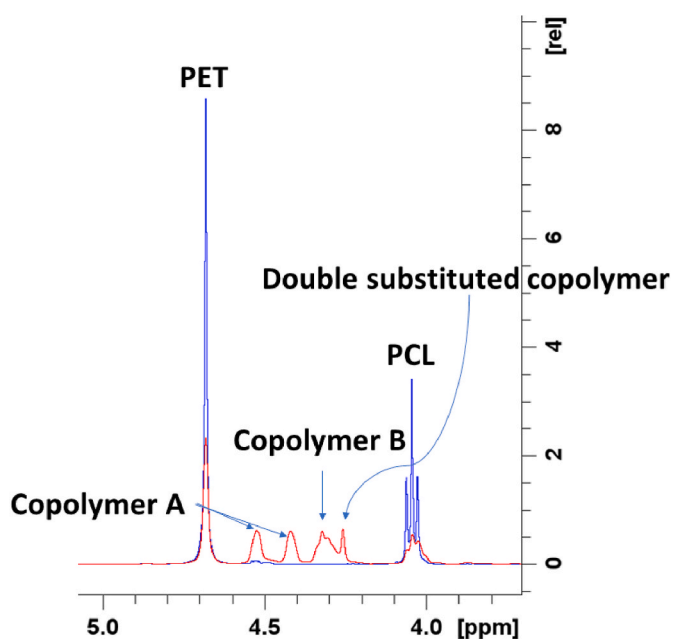 [rel]
PET
8
6
Double substituted copolymer
4
PCL
Copolymer B
2
Copolymer A
0
5.0 4.5 4.0 [ppm]